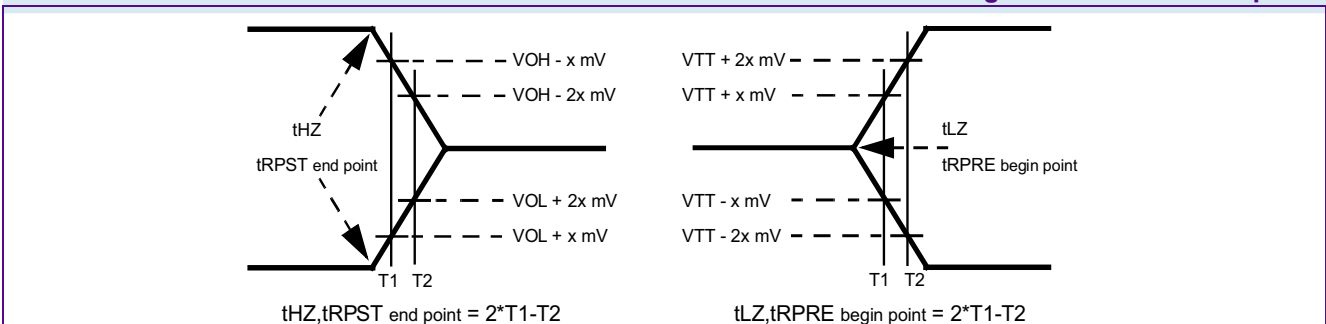 VOH - x mV
VOH - 2x mV
tHZ
tRPST end point
VOL + 2x mV
VOL + x mV
T1 T2
tHZ,tRPST end point = 2*T1-T2
VTT + 2x mV
VTT + x mV
tLZ
tRPRE begin point
VTT - x mV
VTT - 2x mV
T1 T2
tLZ,tRPRE begin point = 2*T1-T2